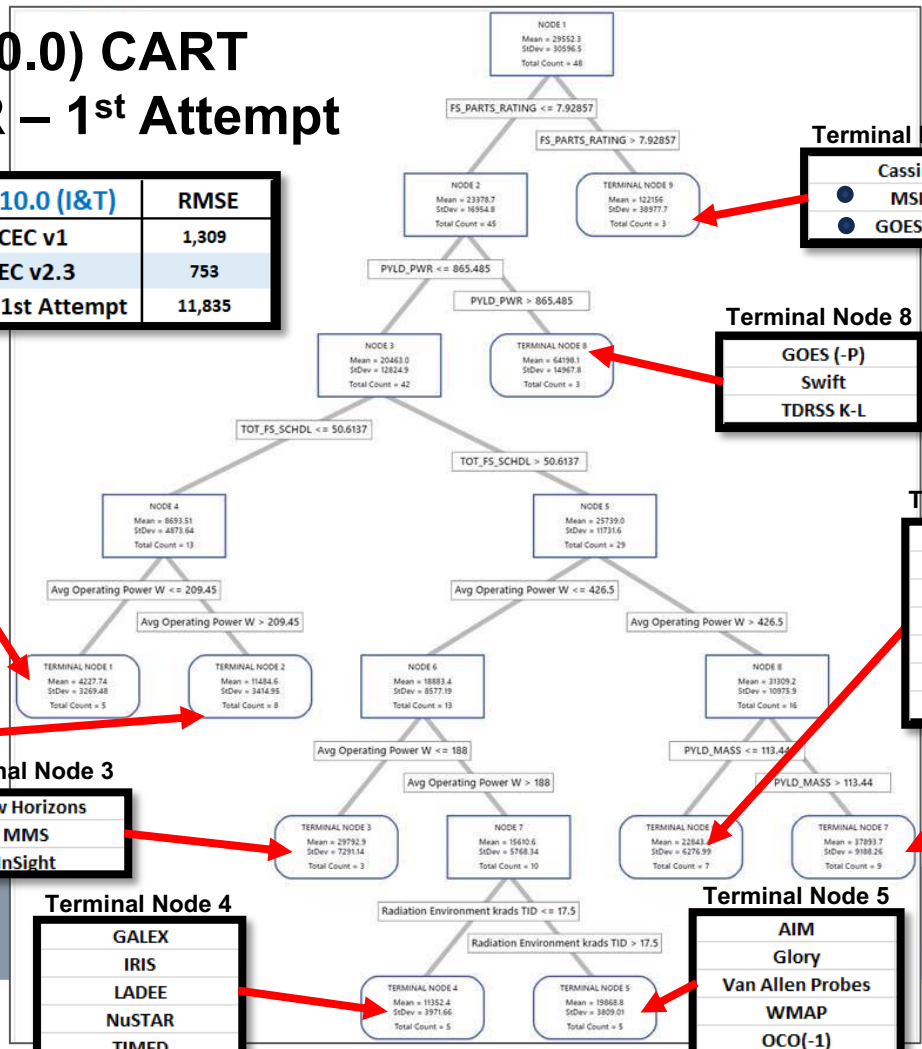 0.0) CART
– 1st Attempt
10.0 (I&T) RMSE
CEC v1 1,309
EC v2.3 753
1st Attempt 11,835
NODE 1
Mean = 29552.3
StDev = 30596.5
Total Count = 48
FS_PARTS_RATING <= 7.92857
FS_PARTS_RATING > 7.92857
NODE 2
Mean = 23378.7
StDev = 16954.8
Total Count = 45
TERMINAL NODE 9
Mean = 122156
StDev = 38977.7
Total Count = 3
Terminal
Cassi
MS
GOES
PYLD_PWR <= 865.485
PYLD_PWR > 865.485
NODE 3
Mean = 20463.0
StDev = 12824.9
Total Count = 42
TERMINAL NODE 8
Mean = 64198.1
StDev = 14967.8
Total Count = 3
Terminal Node 8
GOES (-P)
Swift
TDRSS K-L
TOT_FS_SCHDL <= 50.6137
TOT_FS_SCHDL > 50.6137
NODE 4
Mean = 8693.51
StDev = 4873.64
Total Count = 13
NODE 5
Mean = 25739.0
StDev = 11731.6
Total Count = 29
T
Avg Operating Power W <= 209.45
Avg Operating Power W > 209.45
Avg Operating Power W <= 426.5
Avg Operating Power W > 426.5
TERMINAL NODE 1
Mean = 4227.74
StDev = 3269.48
Total Count = 5
TERMINAL NODE 2
Mean = 11484.6
StDev = 3414.95
Total Count = 8
NODE 6
Mean = 18883.4
StDev = 8577.19
Total Count = 13
NODE 8
Mean = 31309.2
StDev = 10975.9
Total Count = 16
Avg Operating Power W <= 188
Avg Operating Power W > 188
PYLD_MASS <= 113.44
PYLD_MASS > 113.44
nal Node 3
w Horizons
MMS
nSight
TERMINAL NODE 3
Mean = 29792.9
StDev = 7291.14
Total Count = 3
NODE 7
Mean = 15610.6
StDev = 5768.34
Total Count = 10
TERMINAL NODE
Mean = 22843.
StDev = 6276.99
Total Count = 7
TERMINAL NODE 7
Mean = 37893.7
StDev = 9188.26
Total Count = 9
Radiation Environment krads TID <= 17.5
Radiation Environment krads TID > 17.5
Terminal Node 4
GALEX
IRIS
LADEE
NuSTAR
TIMED
TERMINAL NODE 4
Mean = 11352.4
StDev = 3971.66
Total Count = 5
TERMINAL NODE 5
Mean = 19868.8
StDev = 3809.01
Total Count = 5
Terminal Node 5
AIM
Glory
Van Allen Probes
WMAP
OCO(-1)